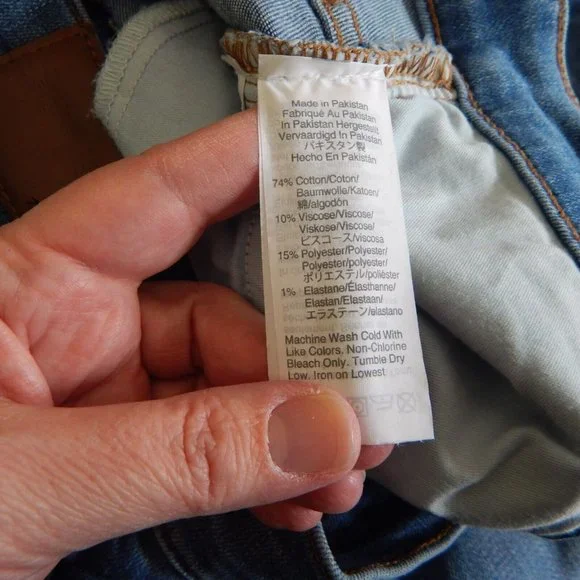 Made in Pakistan
Fabriqué Au Pakistan
In Pakistan Hergestellt
Vervaardigd In Pakistan
パキスタン製
Hecho En Pakistán
74% Cotton/Coton/
Baumwolle/Katoen/
綿/algodón
10% Viscose/Viscose/
Viskose/Viscose/
ビスコース/viscosa
15% Polyester/Polyester/
Polyester/polyester/
ポリエステル/poliéster
1% Elastane/Élasthanne/
Elastan/Elastaan/
エラステーン/elastano
Machine Wash Cold With
Like Colors. Non-Chlorine
Bleach Only. Tumble Dry
Low. Iron on Lowest